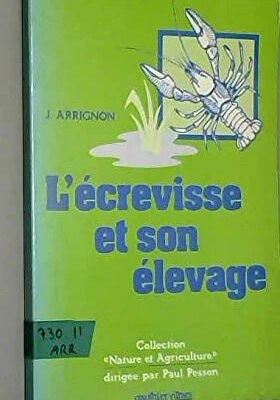 J. ARRIGNON
L'écrevisse
et son
élevage
730 11
ARR
Collection
«Nature et Agriculture»
dirigée par Paul Pesson